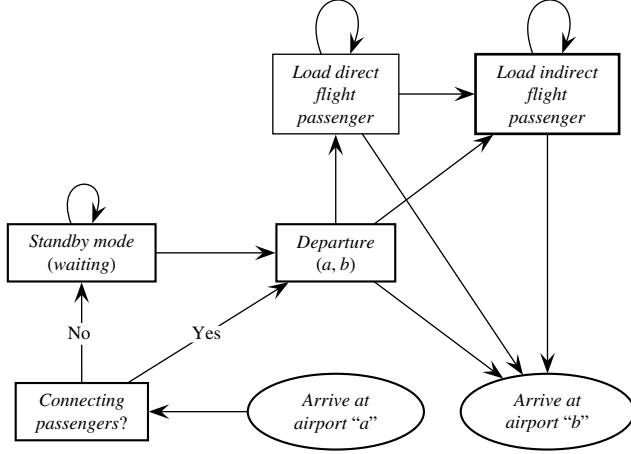 Load direct
flight
passenger
Load indirect
flight
passenger
Standby mode
(waiting)
Departure
(a, b)
No
Yes
Connecting
passengers?
Arrive at
airport “a”
Arrive at
airport “b”